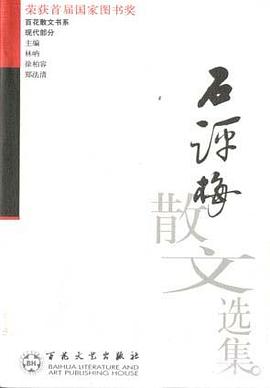 荣获首届国家图书奖
百花散文书系
现代部分
主编
林呐
徐柏容
郑法清
石评梅
散文选集
BH
百花文艺出版社
BAIHUA LITERATURE AND
ART PUBLISHING HOUSE